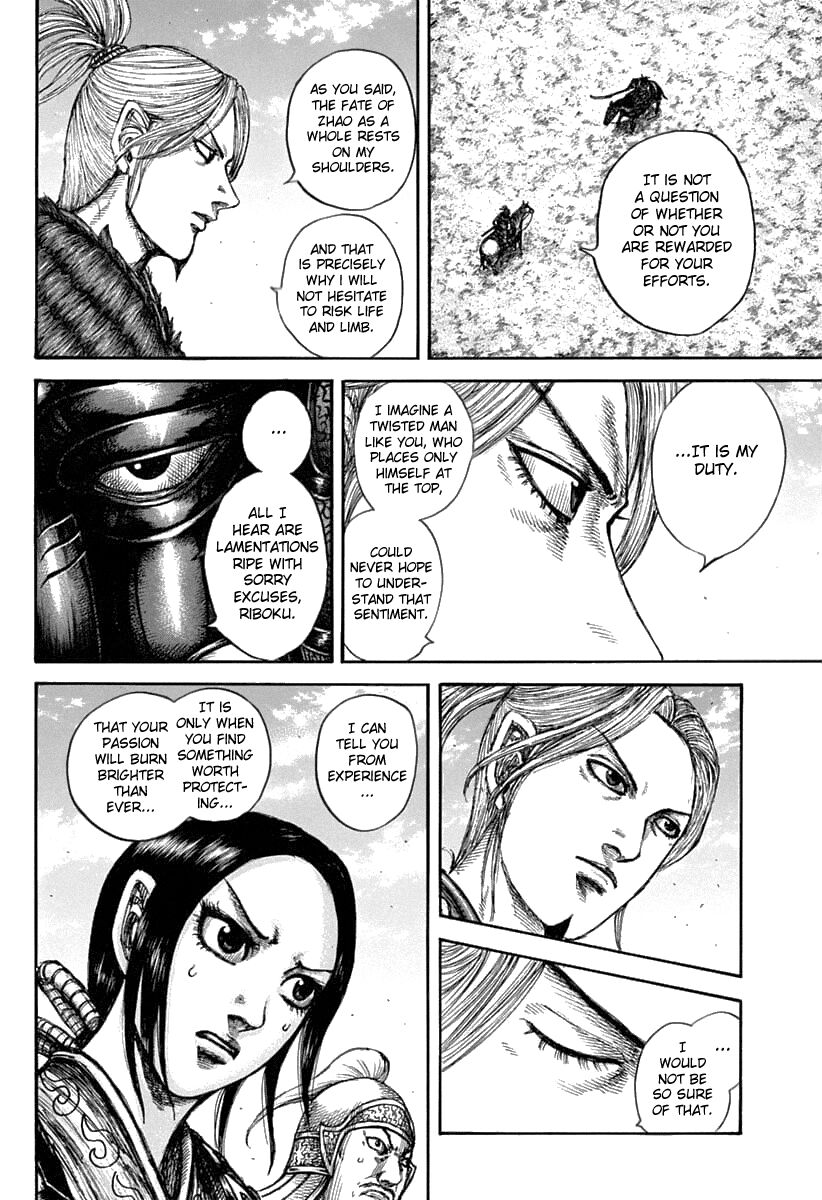 IT IS NOT
A QUESTION
OF WHETHER
OR NOT YOU
ARE REWARDED
FOR YOUR
EFFORTS.
AS YOU SAID,
THE FATE OF
ZHAO AS A
WHOLE RESTS
ON MY
SHOULDERS.
AND THAT
IS PRECISELY
WHY I WILL
NOT HESITATE
TO RISK LIFE
AND LIMB.
...IT IS MY
DUTY.
I IMAGINE A
TWISTED MAN
LIKE YOU, WHO
PLACES ONLY
HIMSELF AT
THE TOP,
COULD
NEVER HOPE
TO UNDER-
STAND THAT
SENTIMENT.
...
ALL I
HEAR ARE
LAMENTATIONS
RIPE WITH
SORRY
EXCUSES,
RIBOKU.
...
I
WOULD
NOT BE
SO SURE
OF THAT.
I CAN
TELL YOU
FROM
EXPERIENCE
...
IT IS
ONLY WHEN
YOU FIND
SOMETHING
WORTH
PROTECT-
ING...
THAT YOUR
PASSION
WILL BURN
BRIGHTER
THAN
EVER...